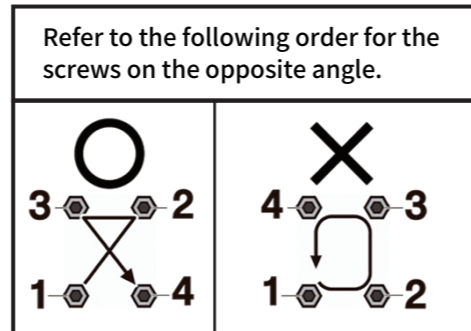 Refer to the following order for the
screws on the opposite angle.
3 2
4 3
1 4
1 2